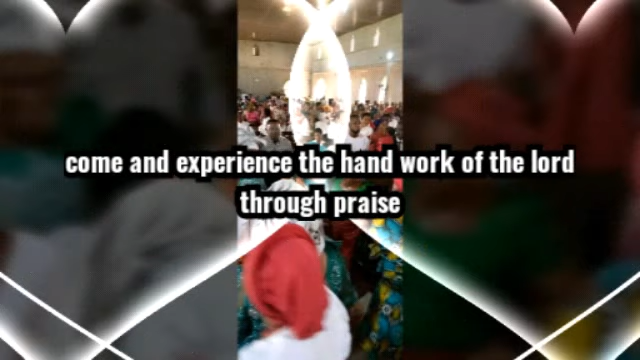 come and experience the hand work of the lord
through praise